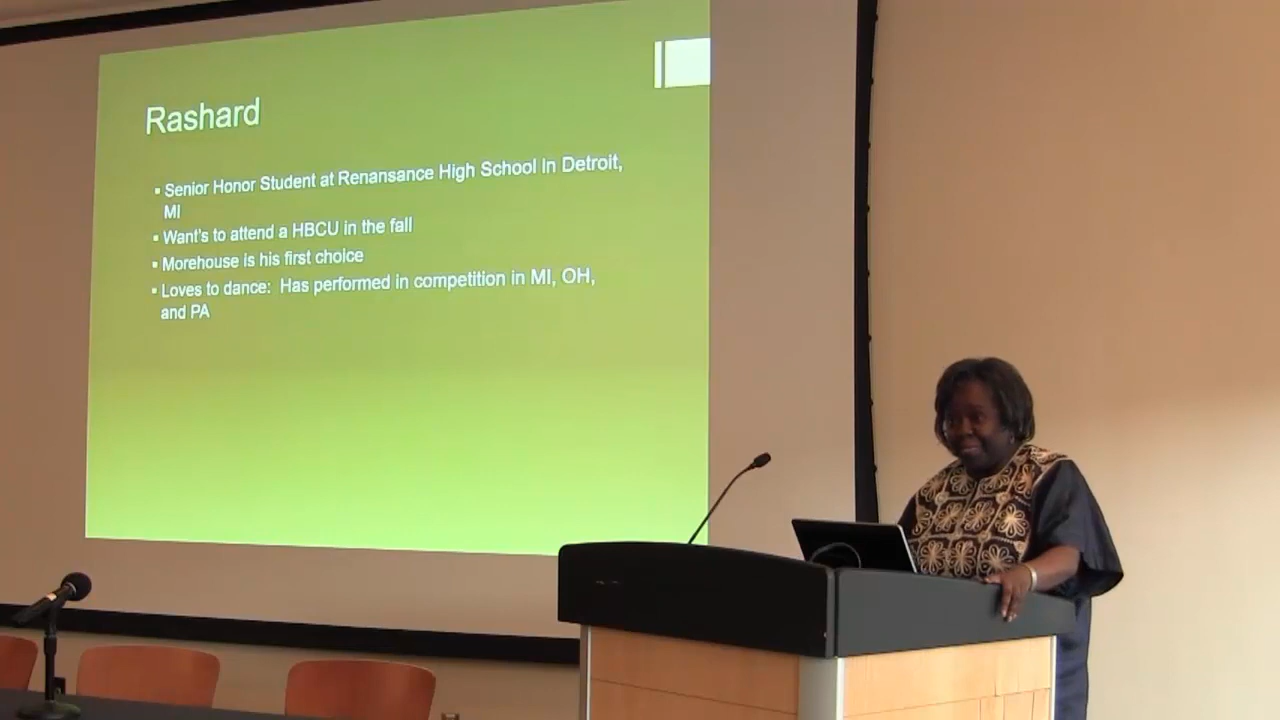 Rashard
▪ Senior Honor Student at Renansance High School In Detroit,
MI
▪ Want's to attend a HBCU in the fall
▪ Morehouse is his first choice
▪ Loves to dance: Has performed in competition in MI, OH,
and PA